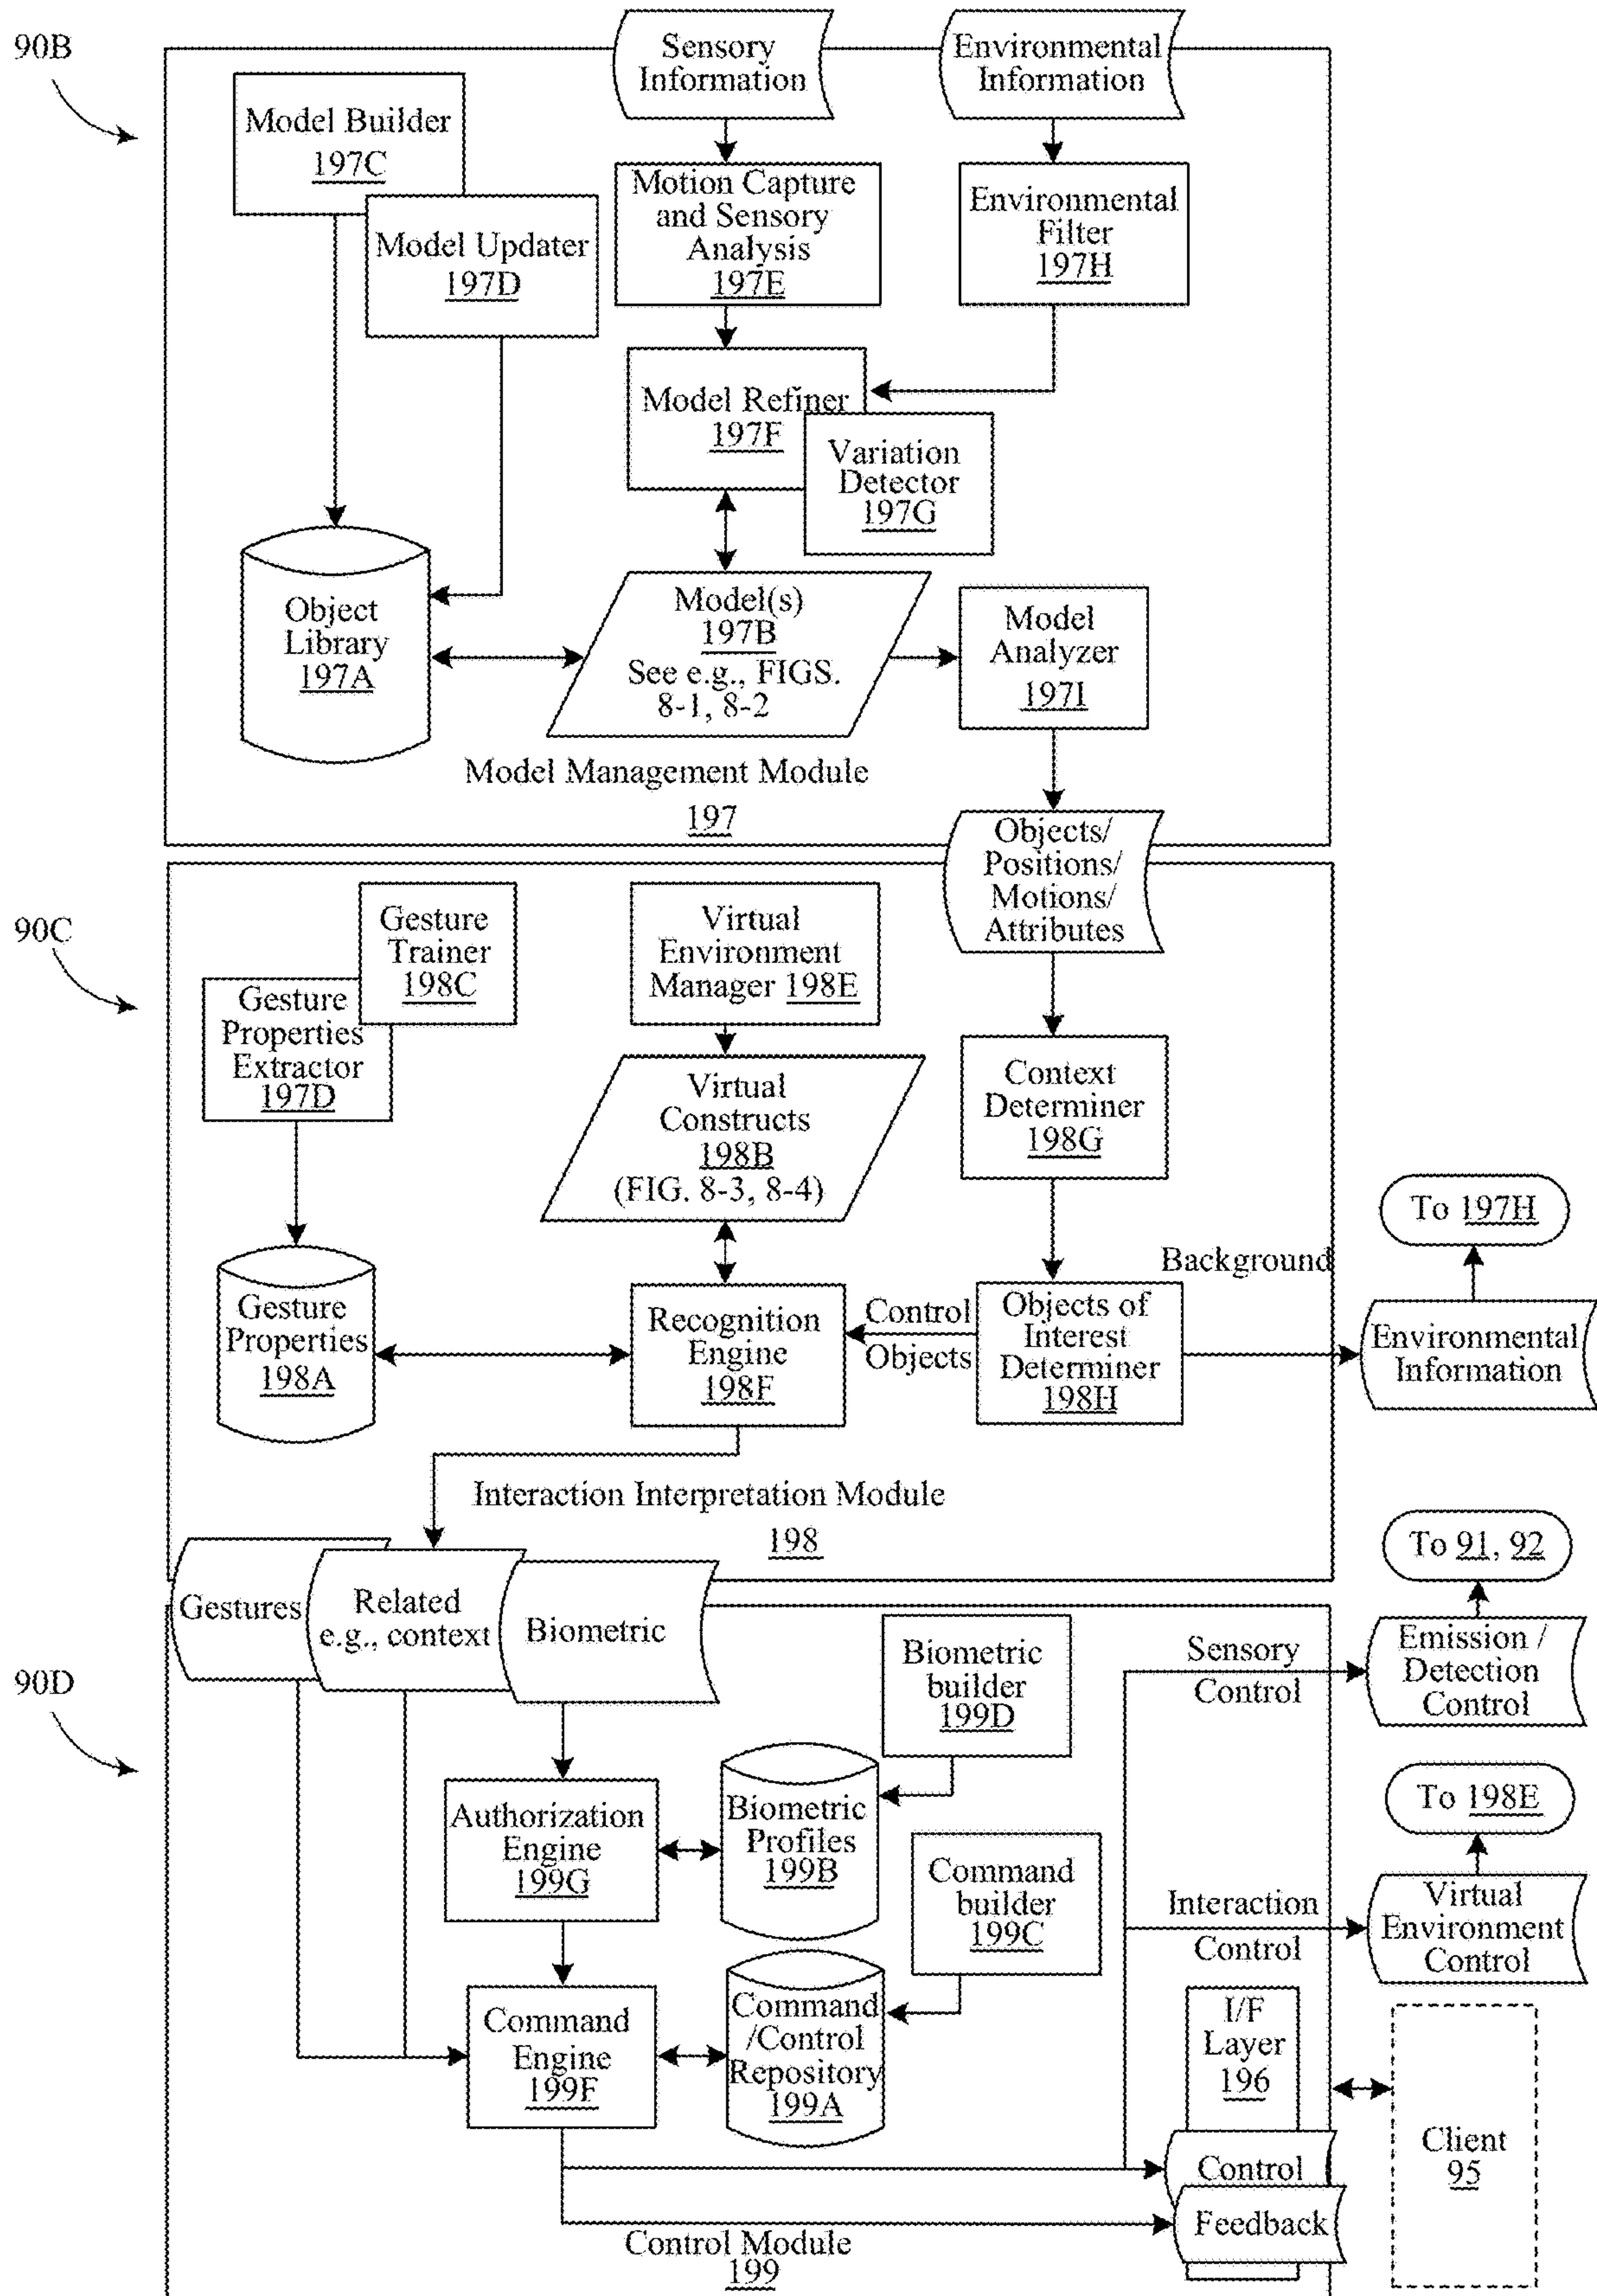 90B
Sensory
Information
Environmental
Information
Model Builder
197C
Model Updater
197D
Motion Capture
and Sensory
Analysis
197E
Environmental
Filter
197H
Model Refiner
197F
Variation
Detector
197G
Object
Library
197A
Model(s)
197B
See e.g., FIGS.
8-1, 8-2
Model
Analyzer
197I
Model Management Module
197
Objects/
Positions/
Motions/
Attributes
90C
Gesture
Trainer
198C
Gesture
Properties
Extractor
197D
Virtual
Environment
Manager 198E
Virtual
Constructs
198B
(FIG. 8-3, 8-4)
Context
Determiner
198G
To 197H
Background
Gesture
Properties
198A
Recognition
Engine
198F
Control
Objects
Objects of
Interest
Determiner
198H
Environmental
Information
Interaction Interpretation Module
198
To 91, 92
Gestures
Related
e.g., context
Biometric
90D
Biometric
builder
199D
Sensory
Control
Emission /
Detection
Control
To 198E
Authorization
Engine
199G
Biometric
Profiles
199B
Command
builder
199C
Interaction
Control
Virtual
Environment
Control
Command
Engine
199F
Command
/Control
Repository
199A
I/F
Layer
196
Client
95
Control
Feedback
Control Module
199